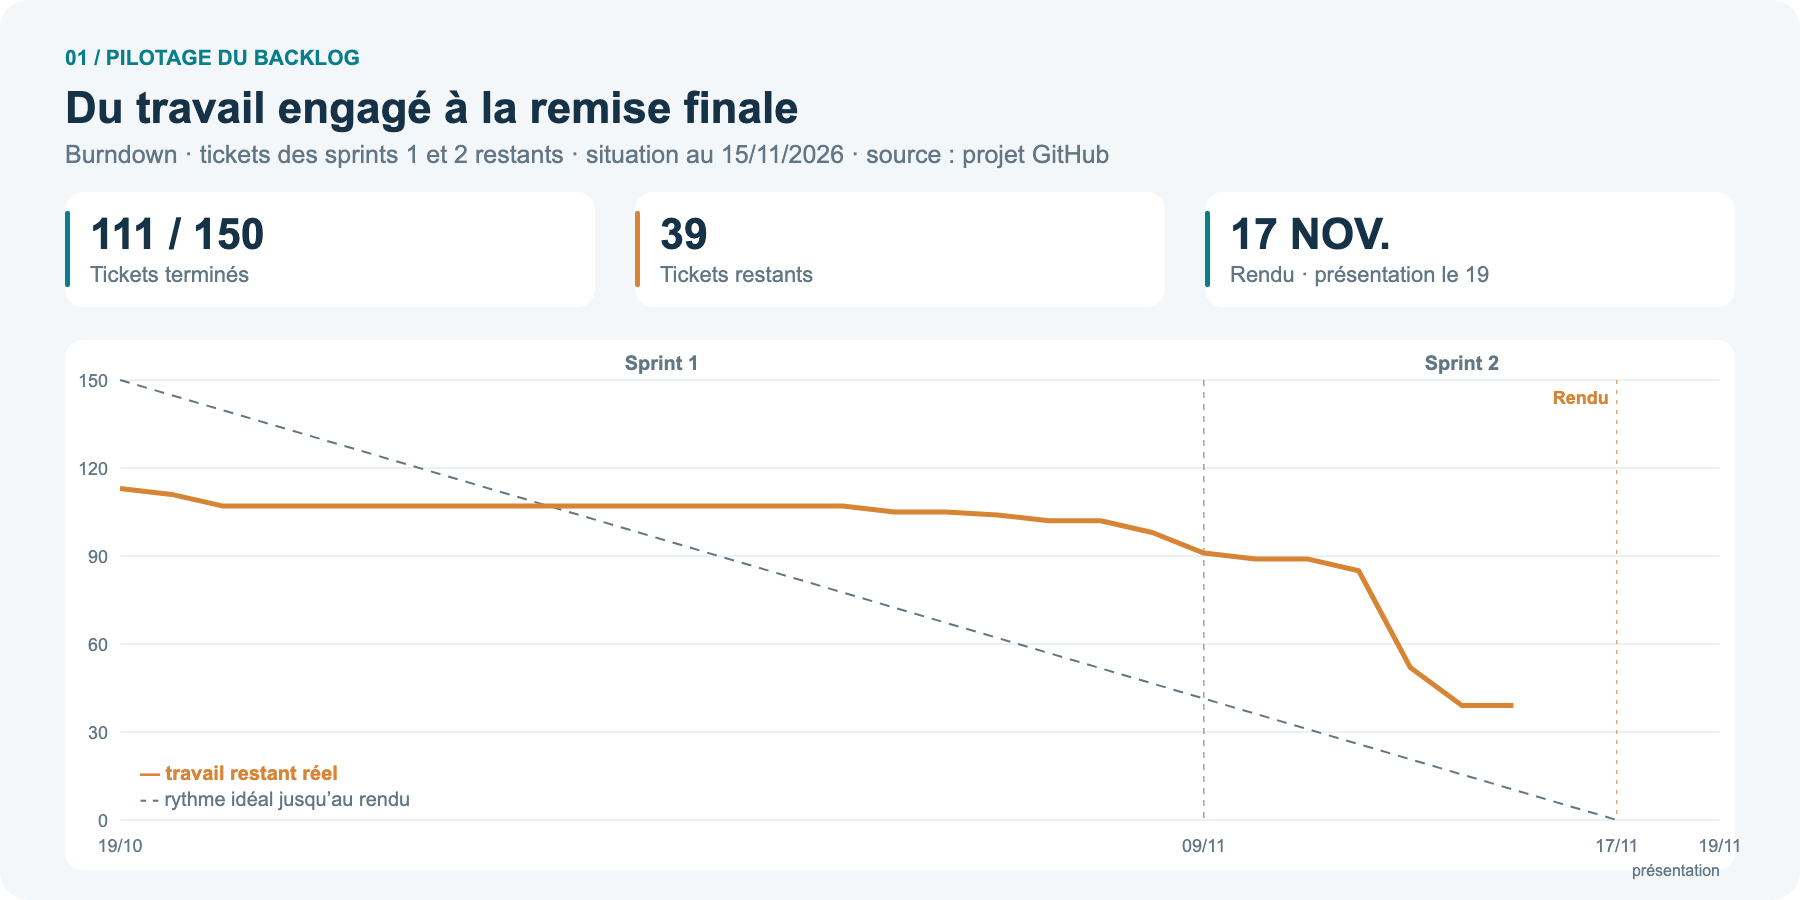 01 / PILOTAGE DU BACKLOG
Du travail engagé à la remise finale
Burndown · tickets des sprints 1 et 2 restants · situation au 15/11/2026 · source : projet GitHub
111 / 150
Tickets terminés
39
Tickets restants
17 NOV.
Rendu · présentation le 19
Sprint 1
Sprint 2
150
Rendu
120
90
60
30
— travail restant réel
- - rythme idéal jusqu’au rendu
0
19/10
09/11
17/11
19/11
présentation